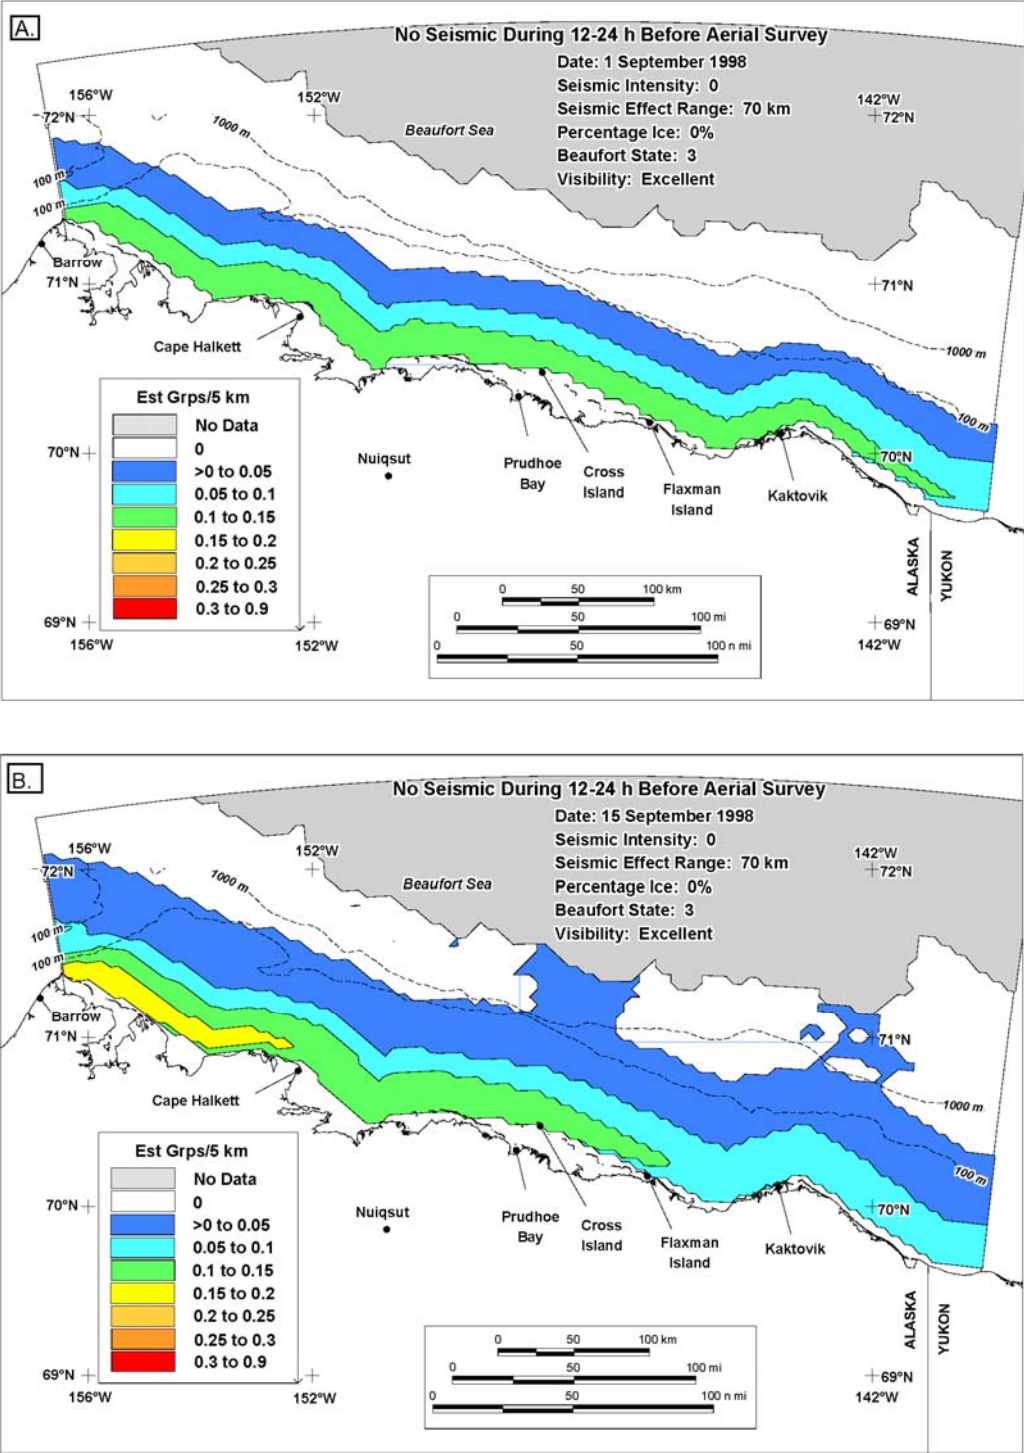 A.
No Seismic During 12-24 h Before Aerial Survey
Date: 1 September 1998
Seismic Intensity: 0
Seismic Effect Range: 70 km
Percentage Ice: 0%
Beaufort State: 3
Visibility: Excellent
156°W
152°W
142°W
72°N
72°N
1000 m
Beaufort Sea
100 m
100 m
Barrow
71°N
71°N
Cape Halkett
1000 m
100 m
Est Grps/5 km
No Data
0
>0 to 0.05
0.05 to 0.1
0.1 to 0.15
0.15 to 0.2
0.2 to 0.25
0.25 to 0.3
0.3 to 0.9
70°N
70°N
Nuiqsut
Prudhoe
Bay
Cross
Island
Flaxman
Island
Kaktovik
ALASKA
YUKON
0 50 100 km
0 50 100 mi
0 50 100 n mi
69°N
69°N
156°W
152°W
142°W
B.
No Seismic During 12-24 h Before Aerial Survey
Date: 15 September 1998
Seismic Intensity: 0
Seismic Effect Range: 70 km
Percentage Ice: 0%
Beaufort State: 3
Visibility: Excellent
156°W
152°W
142°W
72°N
72°N
1000 m
Beaufort Sea
100 m
100 m
Barrow
71°N
71°N
Cape Halkett
1000 m
100 m
Est Grps/5 km
No Data
0
>0 to 0.05
0.05 to 0.1
0.1 to 0.15
0.15 to 0.2
0.2 to 0.25
0.25 to 0.3
0.3 to 0.9
70°N
70°N
Nuiqsut
Prudhoe
Bay
Cross
Island
Flaxman
Island
Kaktovik
ALASKA
YUKON
0 50 100 km
0 50 100 mi
0 50 100 n mi
69°N
69°N
156°W
152°W
142°W